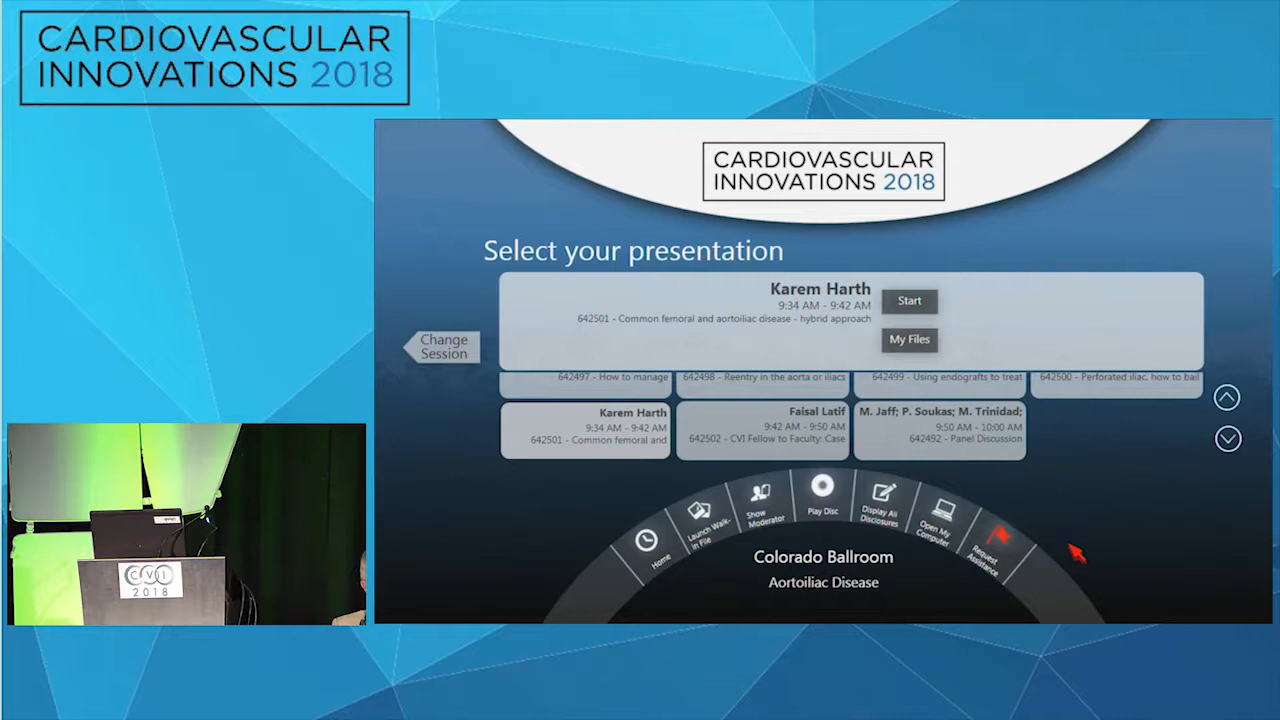 CARDIOVASCULAR
INNOVATIONS 2018
CARDIOVASCULAR
INNOVATIONS 2018
Select your presentation
Karem Harth
9:34 AM - 9:42 AM
642501 - Common femoral and aortoiliac disease - hybrid approach
Start
My Files
Change
Session
642497 - How to manage
642498 - Reentry in the aorta or iliacs
642499 - Using endografts to treat
642500 - Perforated iliac, how to bail
Karem Harth
9:34 AM - 9:42 AM
642501 - Common femoral and
Faisal Latif
9:42 AM - 9:50 AM
642502 - CVI Fellow to Faculty: Case
M. Jaff; P. Soukas; M. Trinidad;
9:50 AM - 10:00 AM
642492 - Panel Discussion
Home
Launch Walk-
in File
Show
Moderator
Play Disc
Display All
Disclosures
Open My
Computer
Request
Assistance
Colorado Ballroom
Aortoiliac Disease
CVI
2018